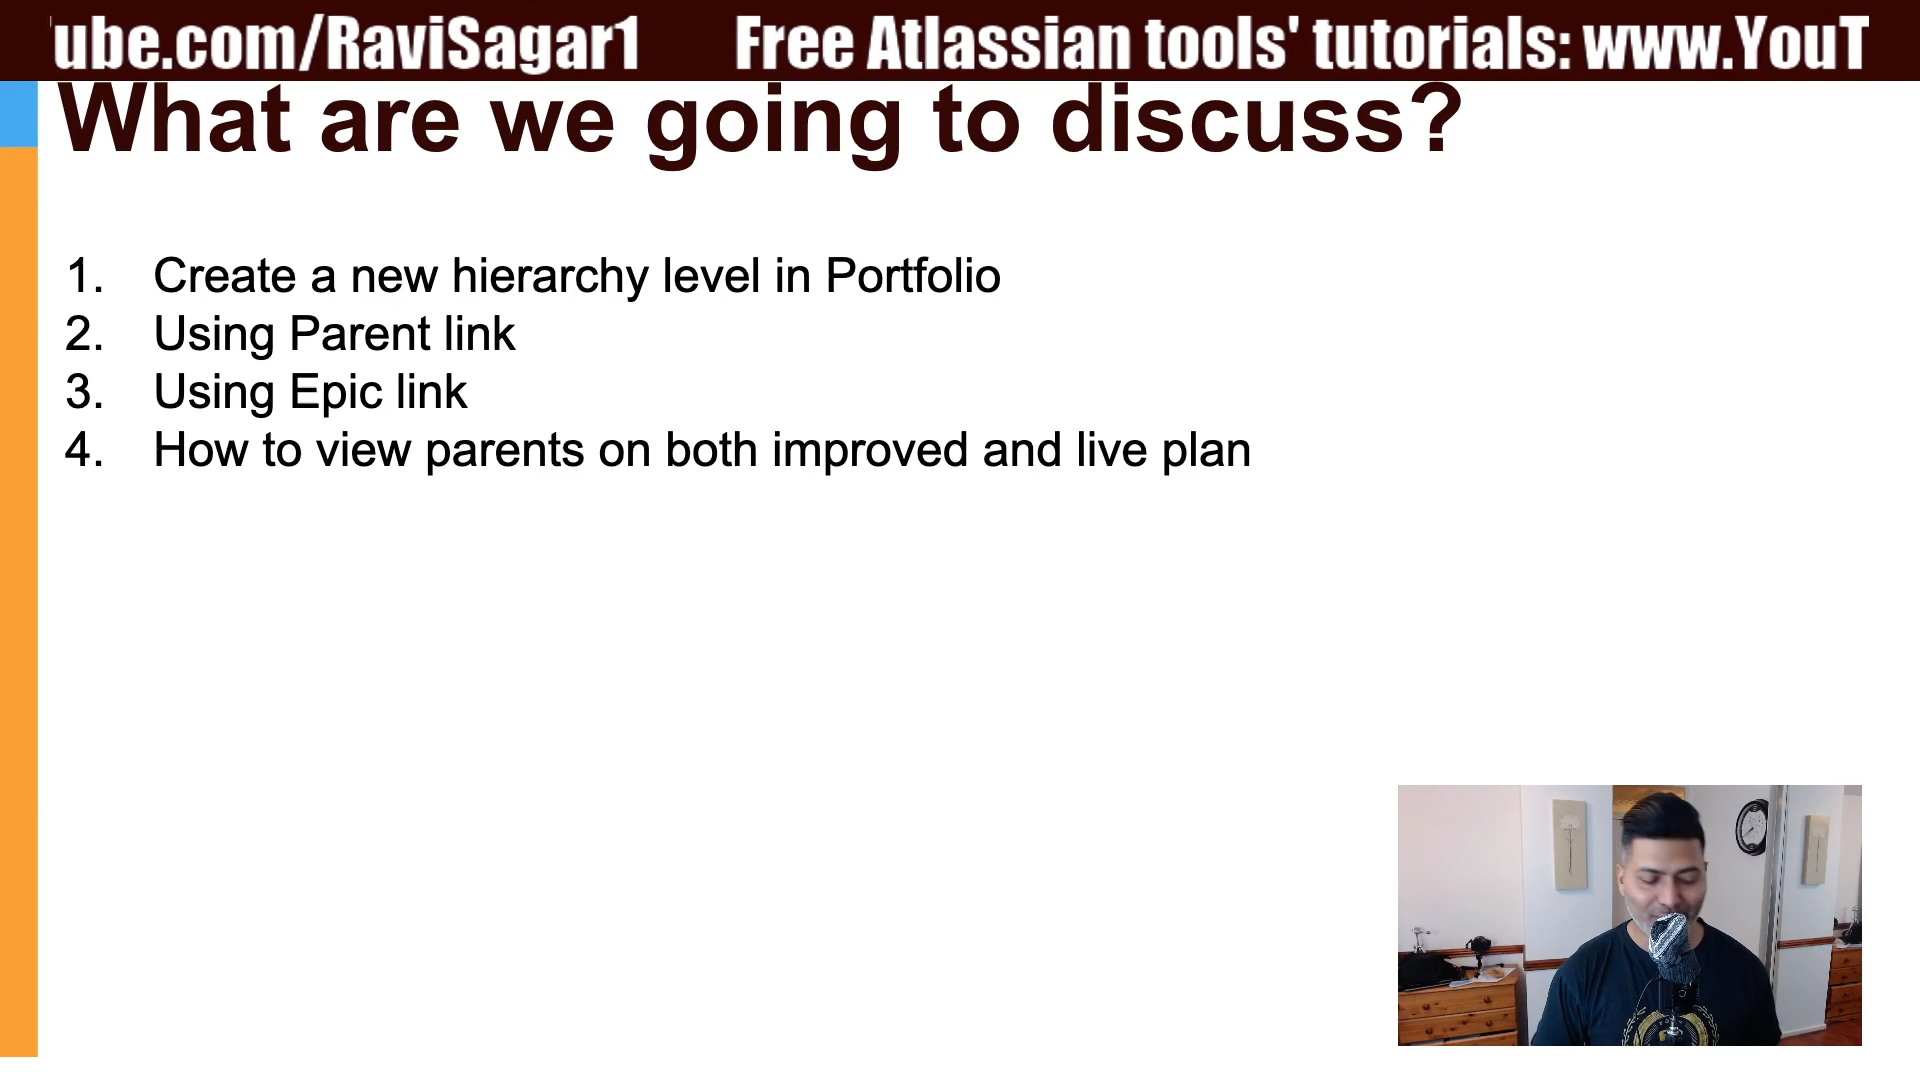 ube.com/RaviSagar1 Free Atlassian tools' tutorials: www.YouT
What are we going to discuss?
1. Create a new hierarchy level in Portfolio
2. Using Parent link
3. Using Epic link
4. How to view parents on both improved and live plan